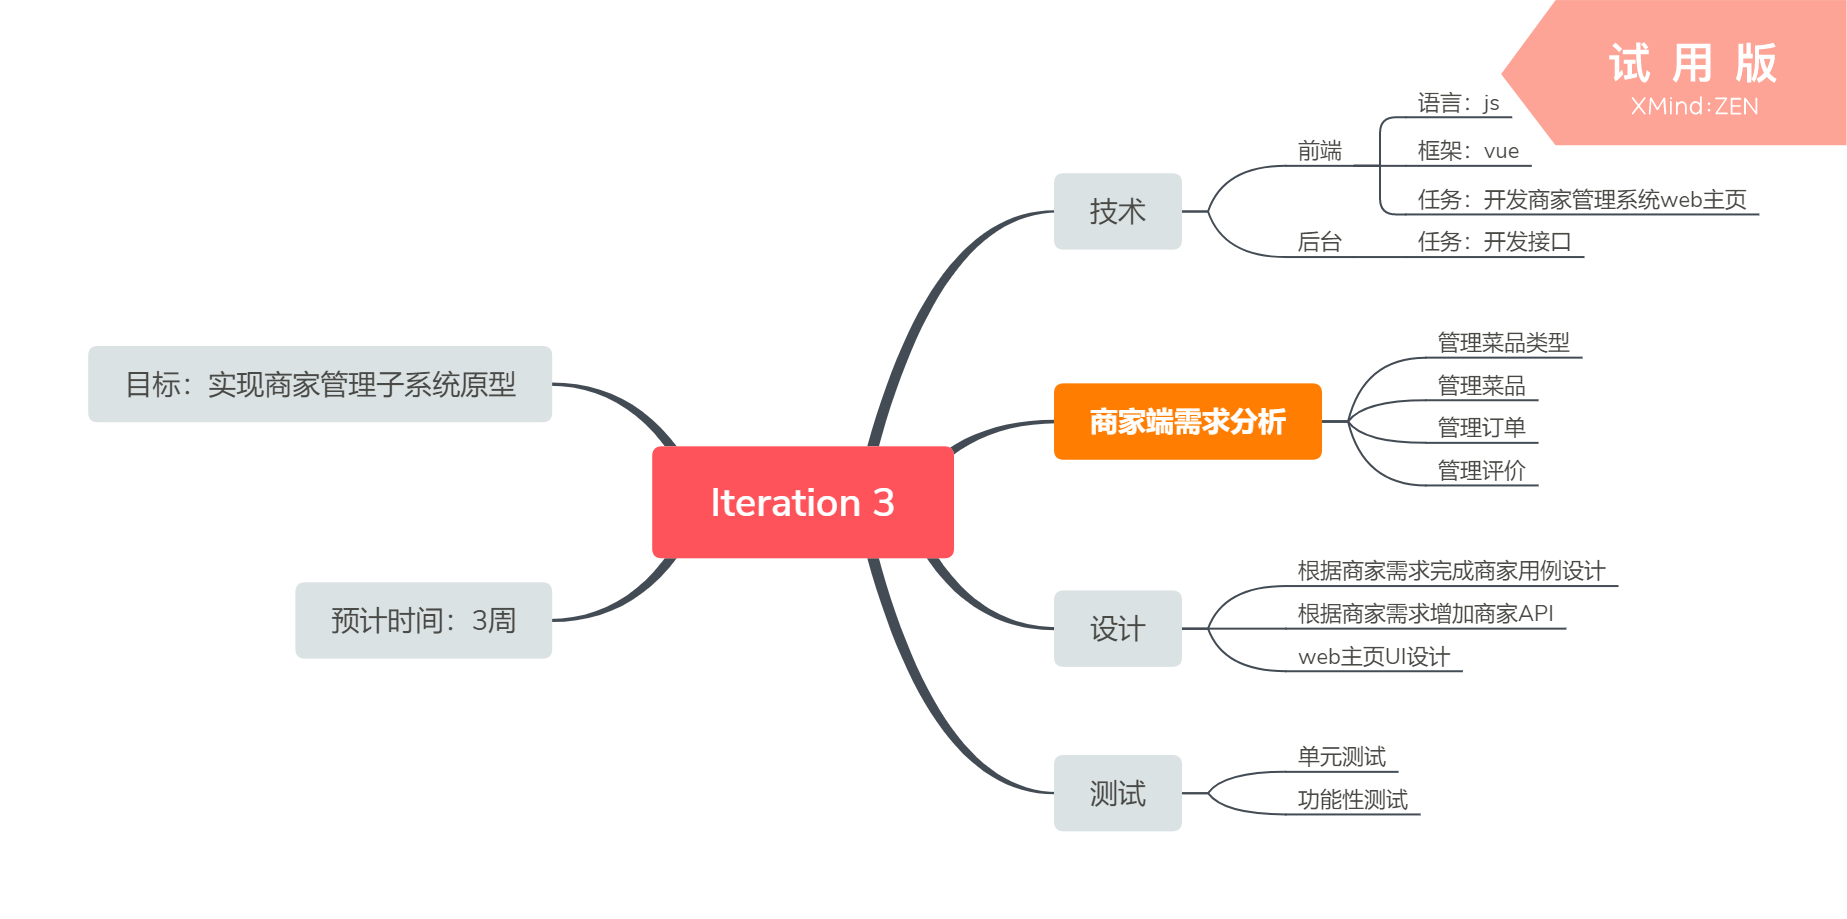 试用版
XMind:ZEN
语言：js
框架：vue
前端
任务：开发商家管理系统web主页
技术
后台
任务：开发接口
管理菜品类型
目标：实现商家管理子系统原型
管理菜品
商家端需求分析
管理订单
管理评价
Iteration 3
根据商家需求完成商家用例设计
根据商家需求增加商家API
预计时间：3周
设计
web主页UI设计
单元测试
测试
功能性测试